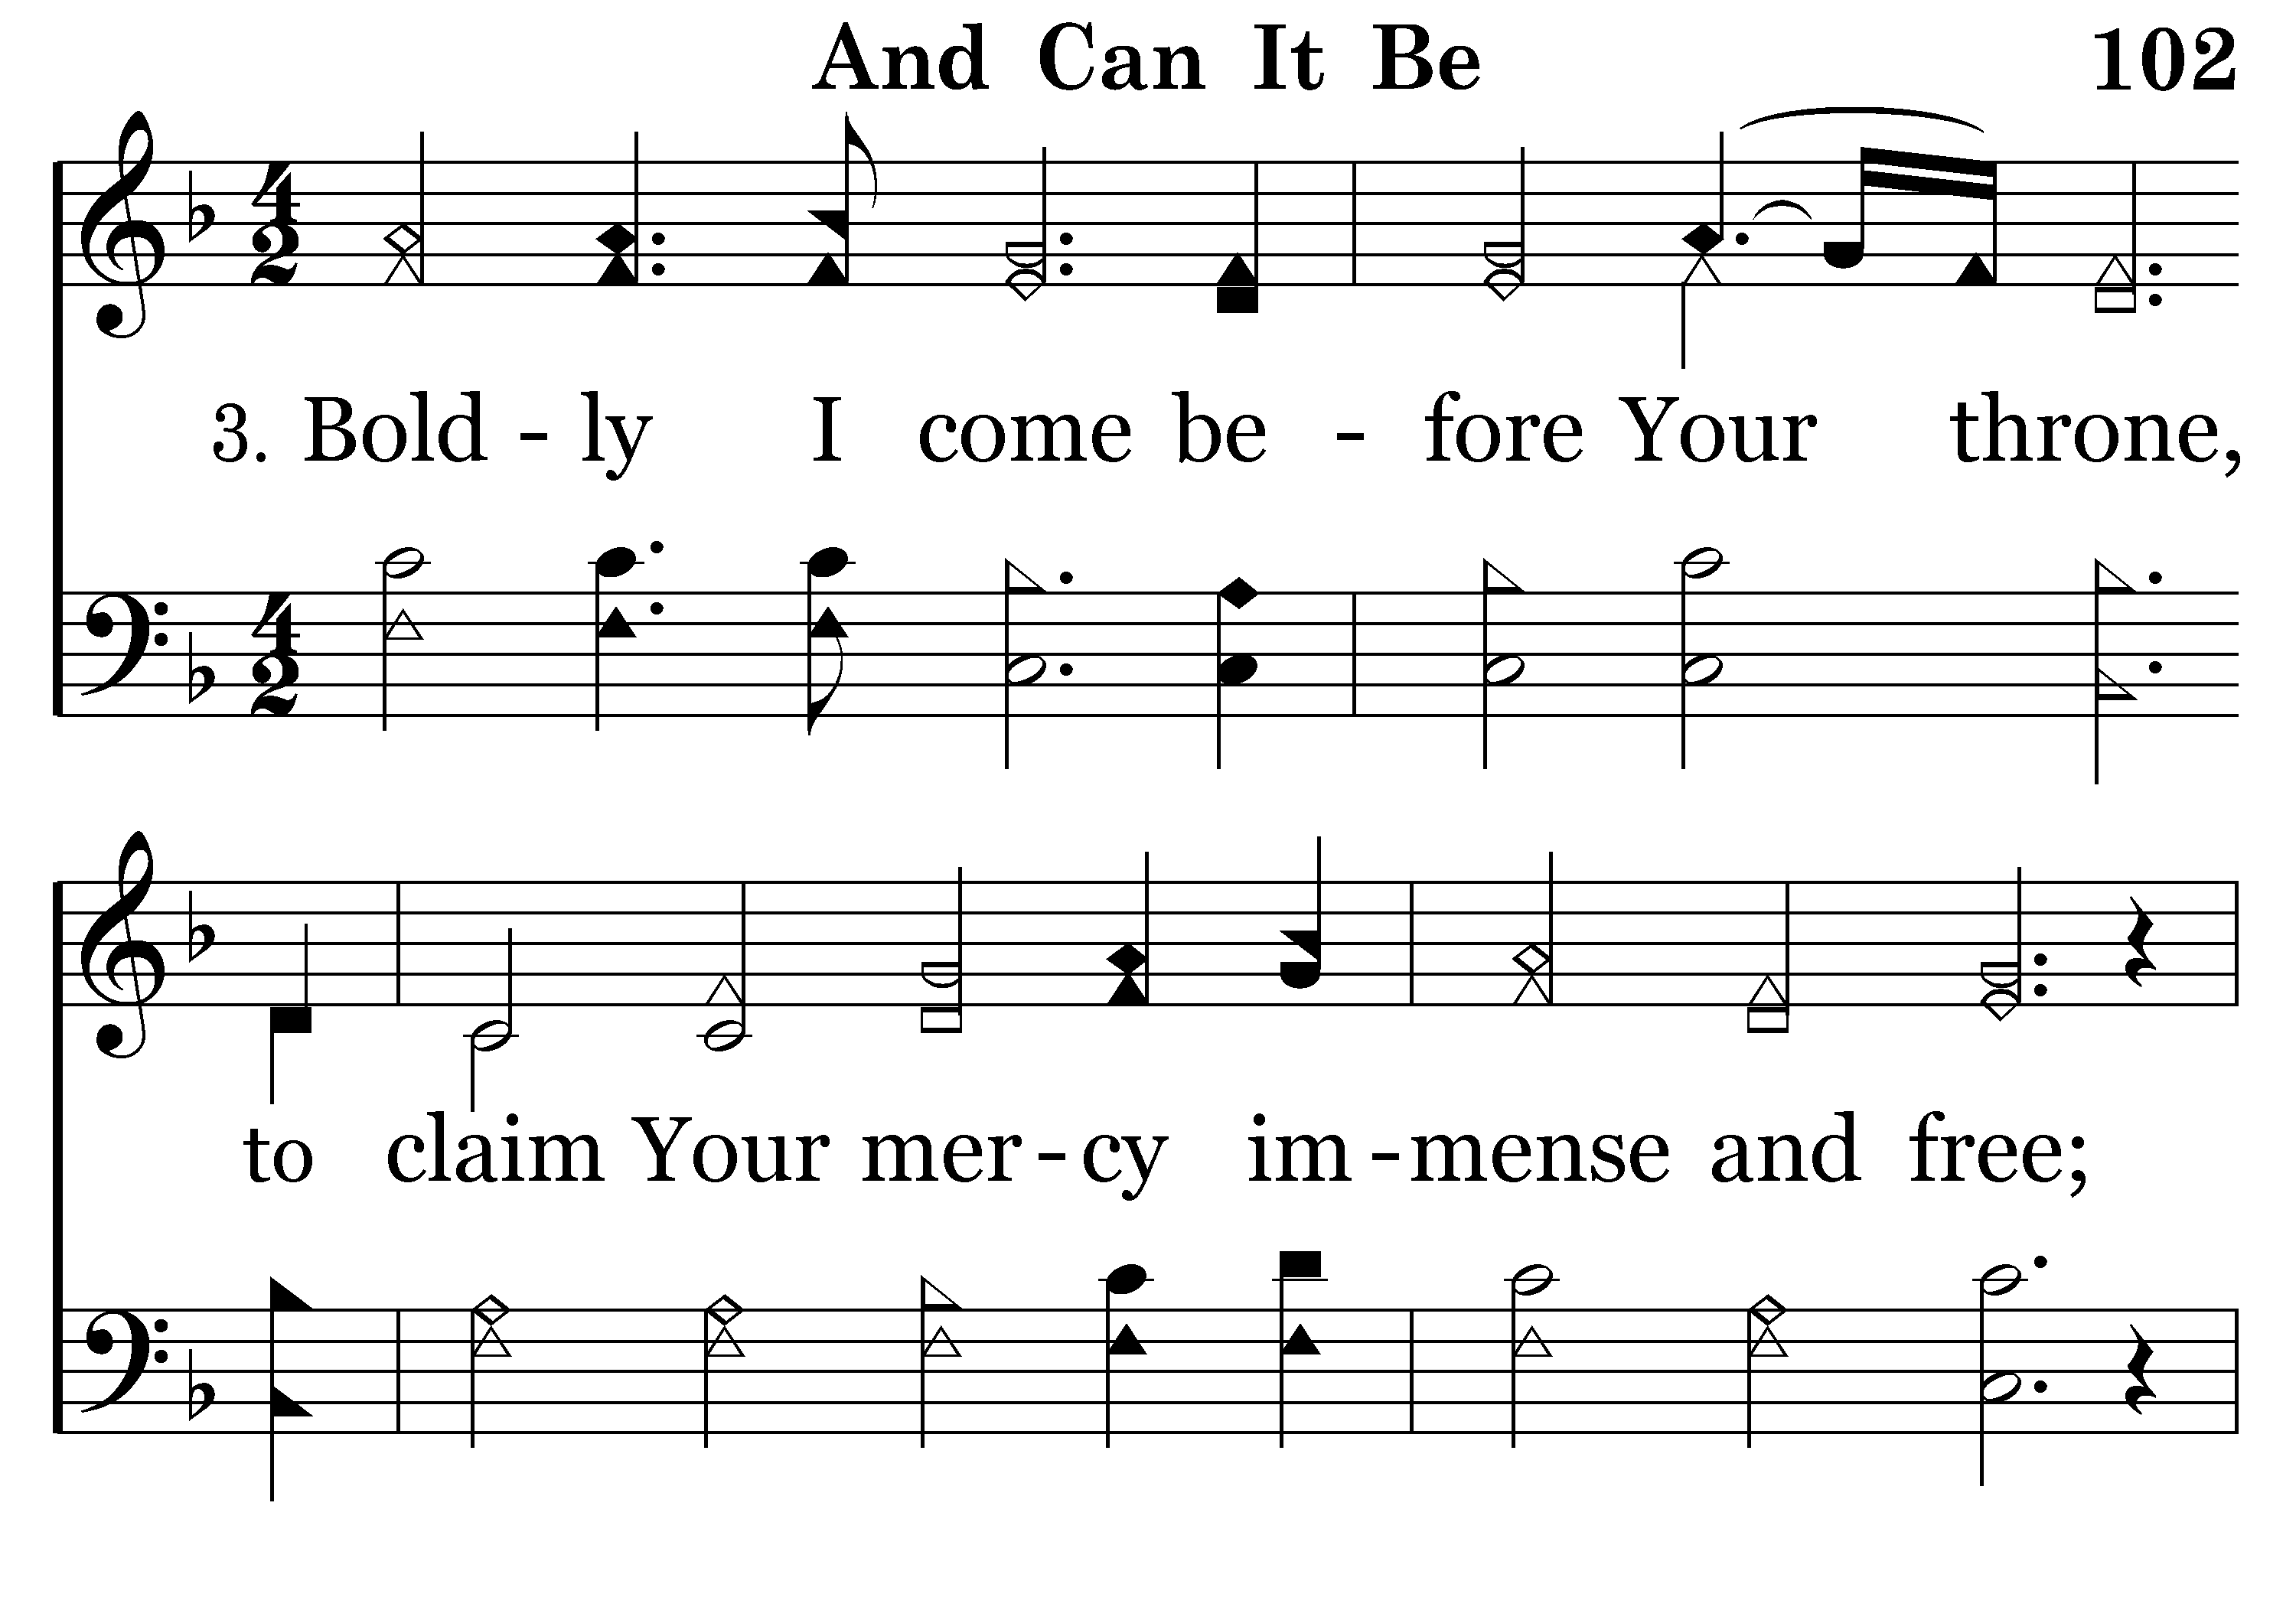 And Can It Be 102
3. Bold - ly I come be - fore Your throne,
to claim Your mer - cy im - mense and free;